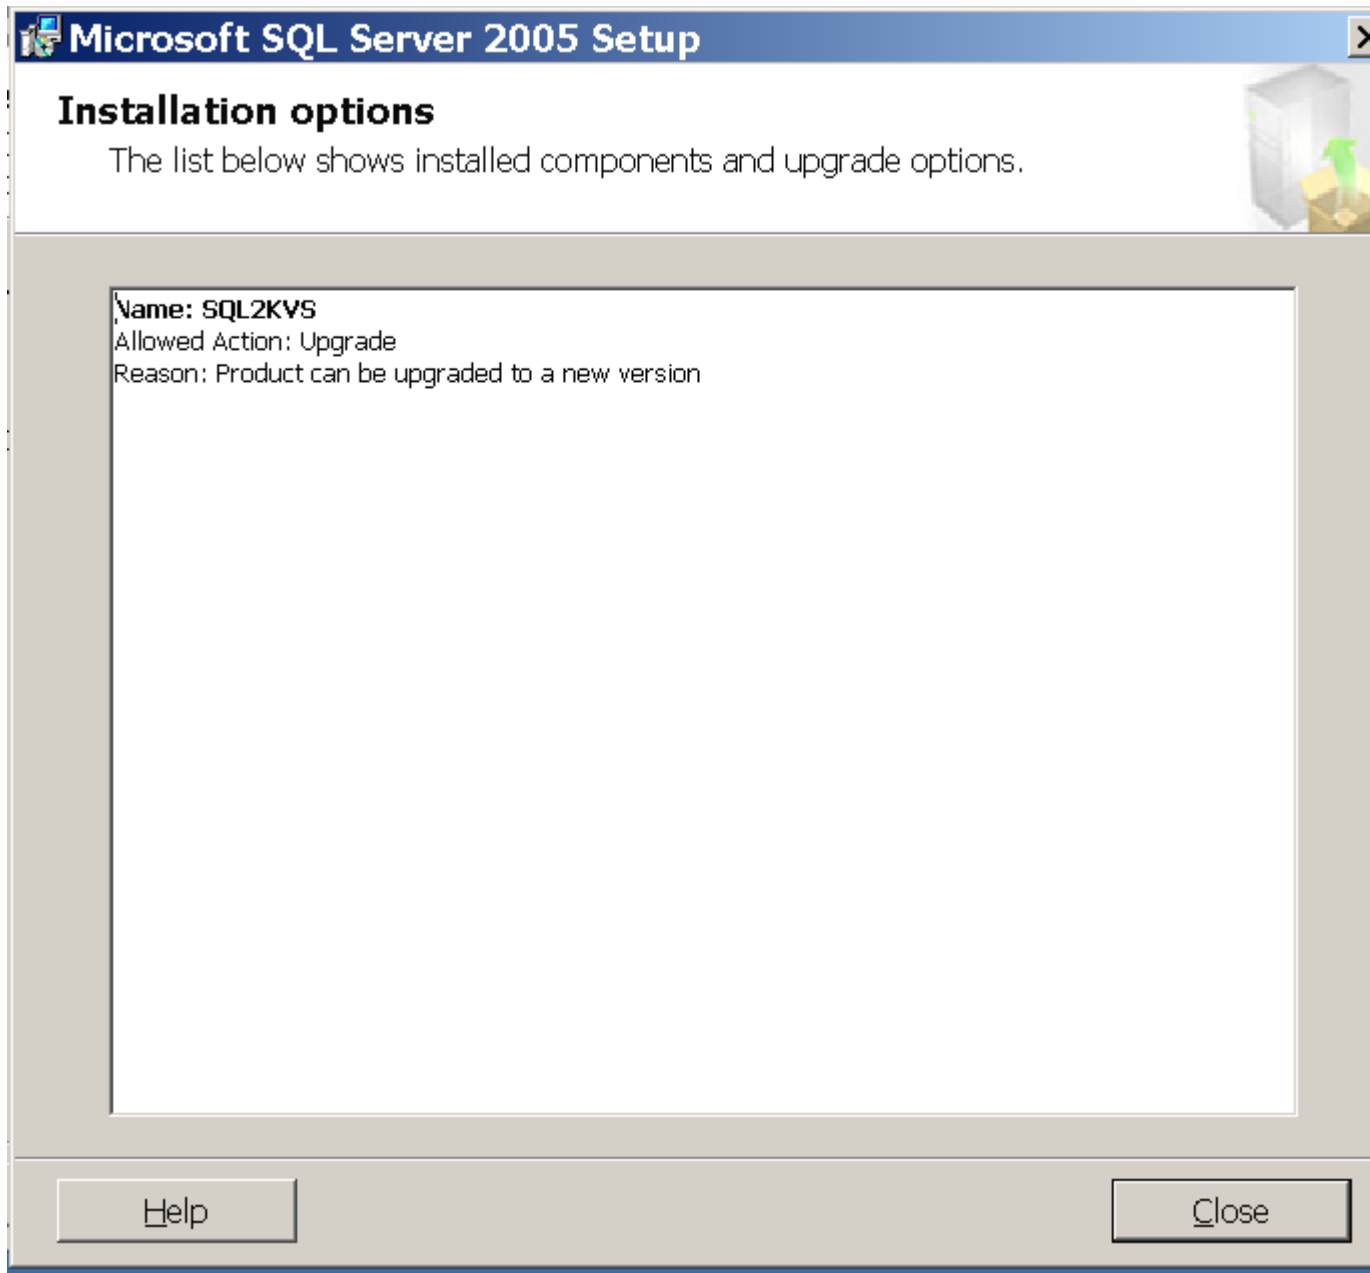 Microsoft SQL Server 2005 Setup
Installation options
The list below shows installed components and upgrade options.
Name: SQL2KVS
Allowed Action: Upgrade
Reason: Product can be upgraded to a new version
Help
Close